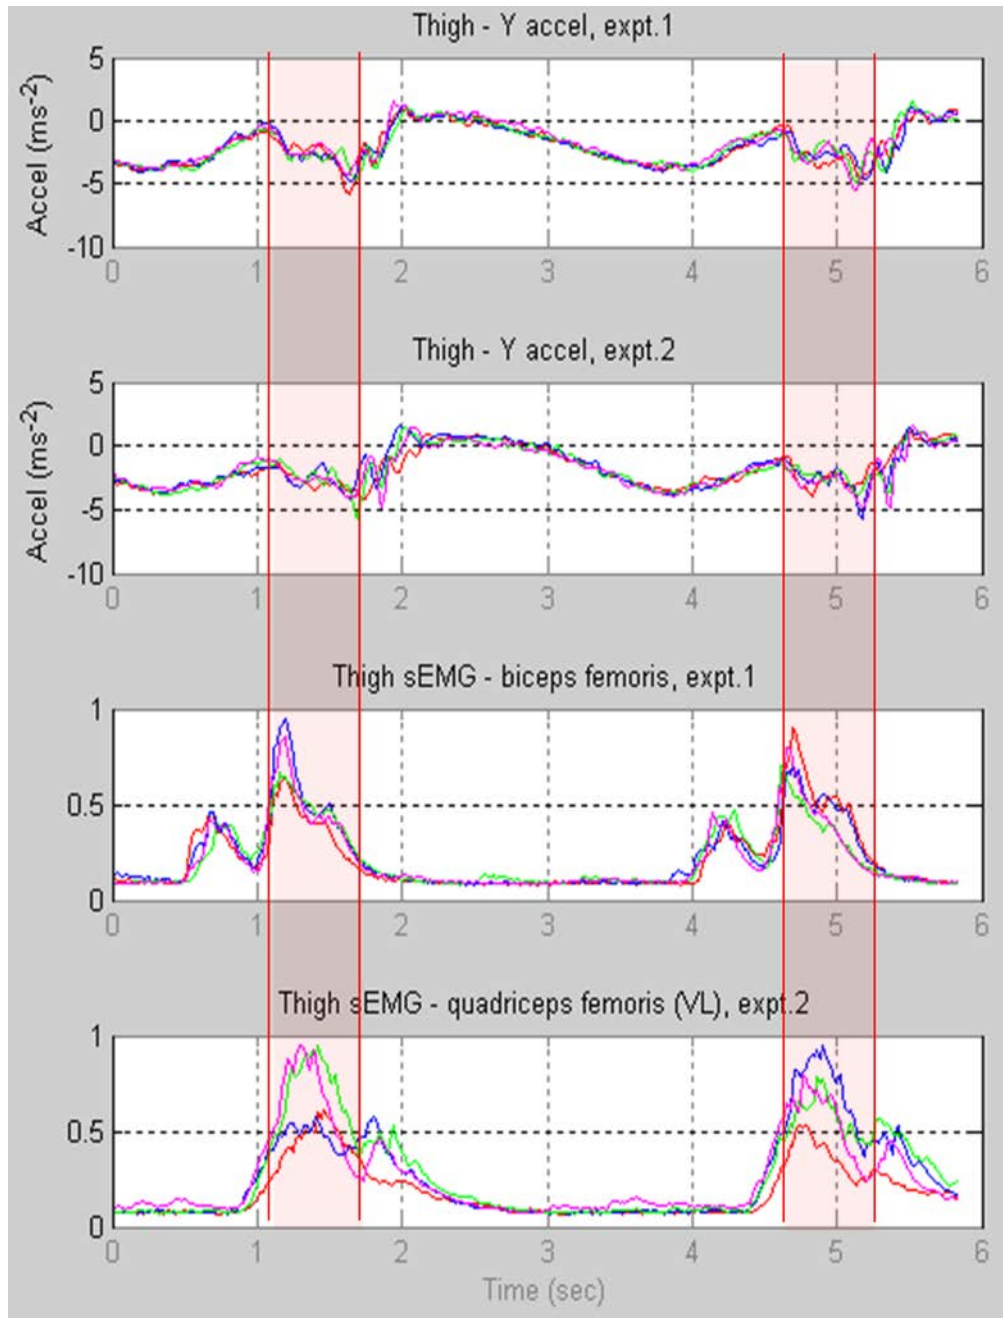 Thigh - Y accel, expt.1
5
0
-5
-10
Accel (ms-2)
0 1 2 3 4 5 6
Thigh - Y accel, expt.2
5
0
-5
-10
Accel (ms-2)
0 1 2 3 4 5 6
Thigh sEMG - biceps femoris, expt.1
1
0.5
0
0 1 2 3 4 5 6
Thigh sEMG - quadriceps femoris (VL), expt.2
1
0.5
0
0 1 2 3 4 5 6
Time (sec)